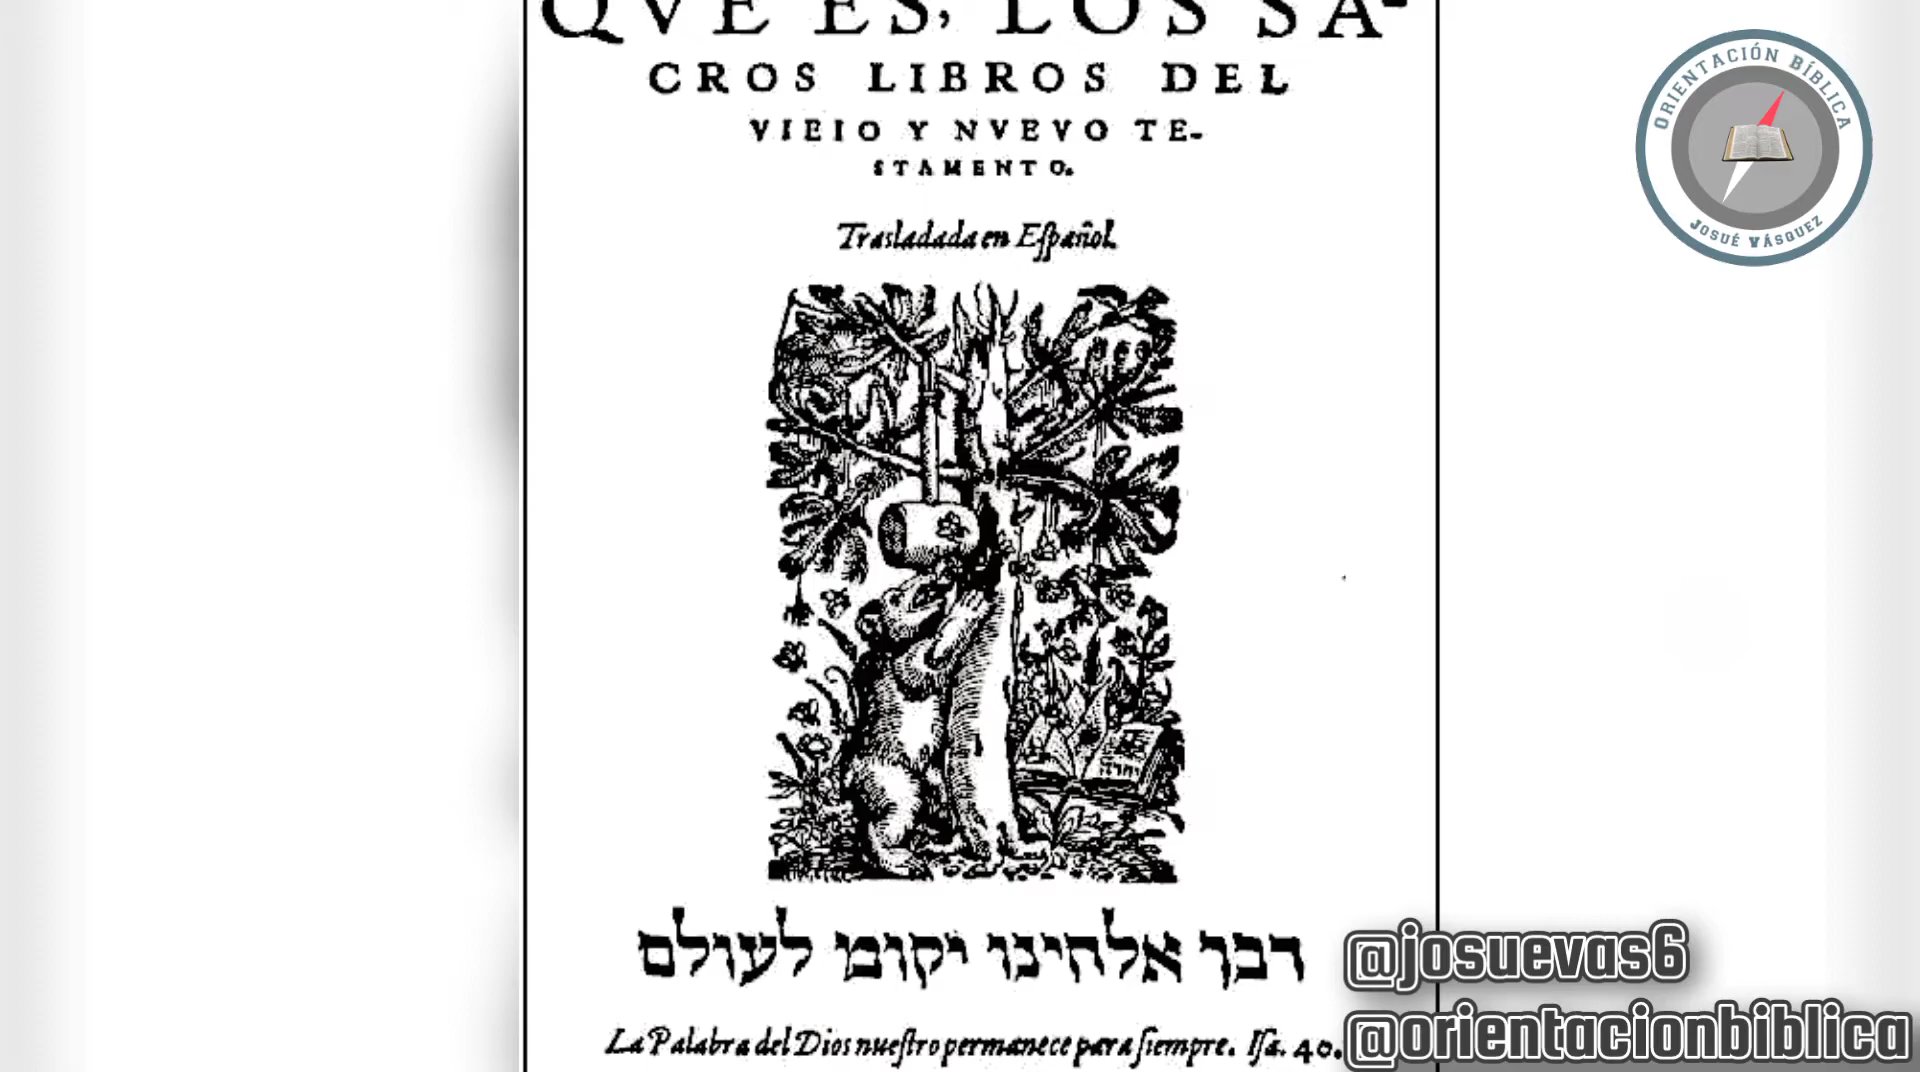 QVE ES, LOS SA-
CROS LIBROS DEL
VIEIO Y NVEVO TE-
STAMENTO.
Trasladada en Eſpañol.
דבר אלהינו יקום לעולם
La Palabra del Dios nueſtro permanece para ſiempre. Iſa. 40.
ORIENTACIÓN BÍBLICA
JOSUÉ VÁSQUEZ
@josuevas6
@orientacionbiblica